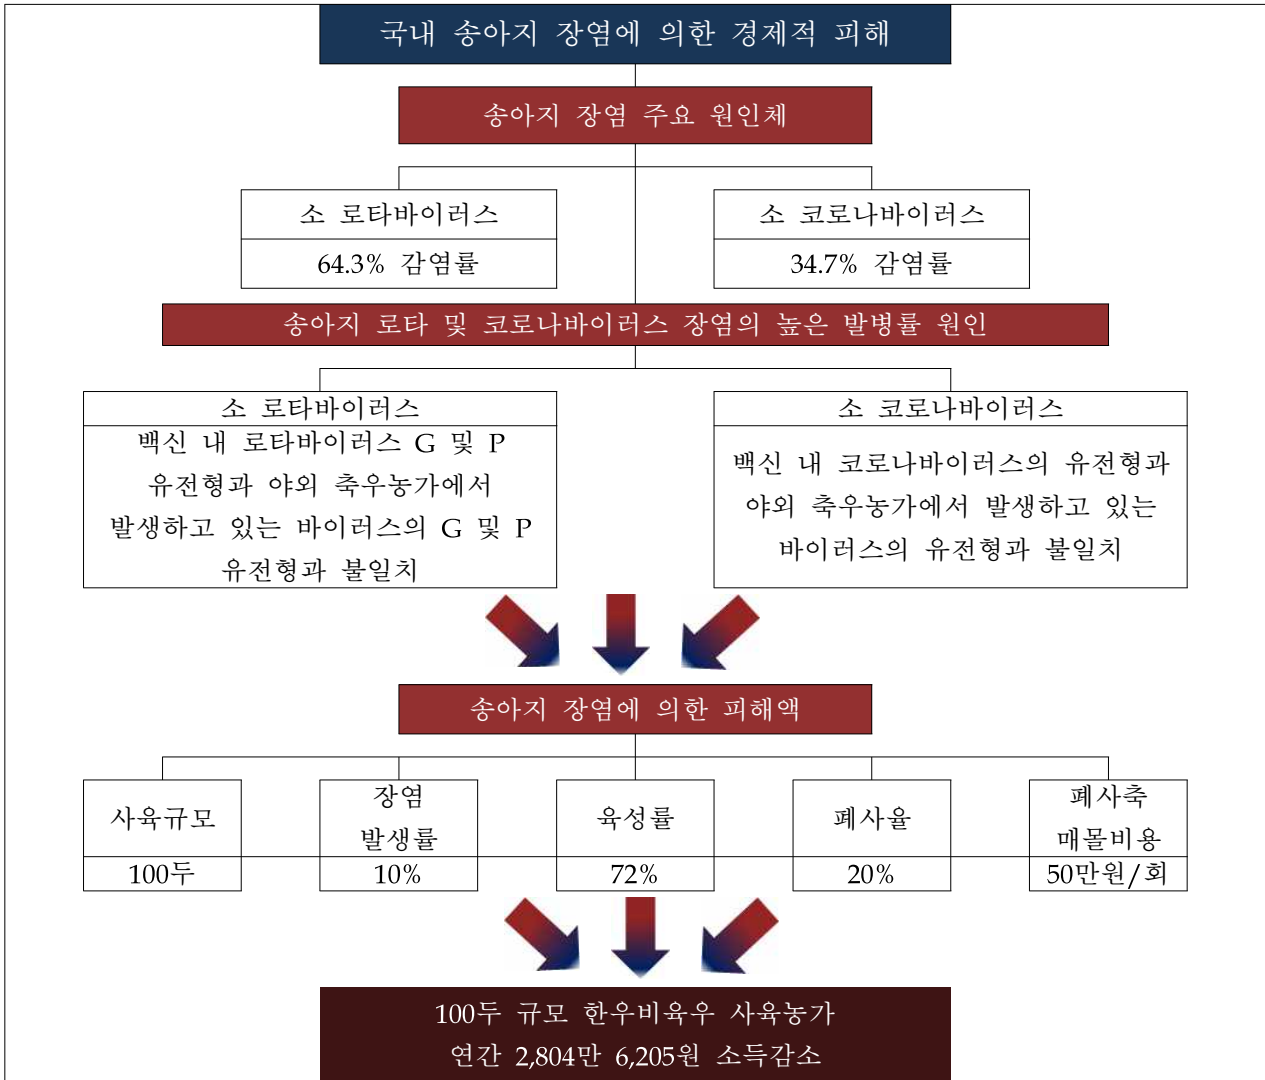 국내 송아지 장염에 의한 경제적 피해
송아지 장염 주요 원인체
소 로타바이러스
64.3% 감염률
소 코로나바이러스
34.7% 감염률
송아지 로타 및 코로나바이러스 장염의 높은 발병률 원인
소 로타바이러스
백신 내 로타바이러스 G 및 P
유전형과 야외 축우농가에서
발생하고 있는 바이러스의 G 및 P
유전형과 불일치
소 코로나바이러스
백신 내 코로나바이러스의 유전형과
야외 축우농가에서 발생하고 있는
바이러스의 유전형과 불일치
송아지 장염에 의한 피해액
사육규모
100두
장염
발생률
10%
육성률
72%
폐사율
20%
폐사축
매몰비용
50만원/회
100두 규모 한우비육우 사육농가
연간 2,804만 6,205원 소득감소